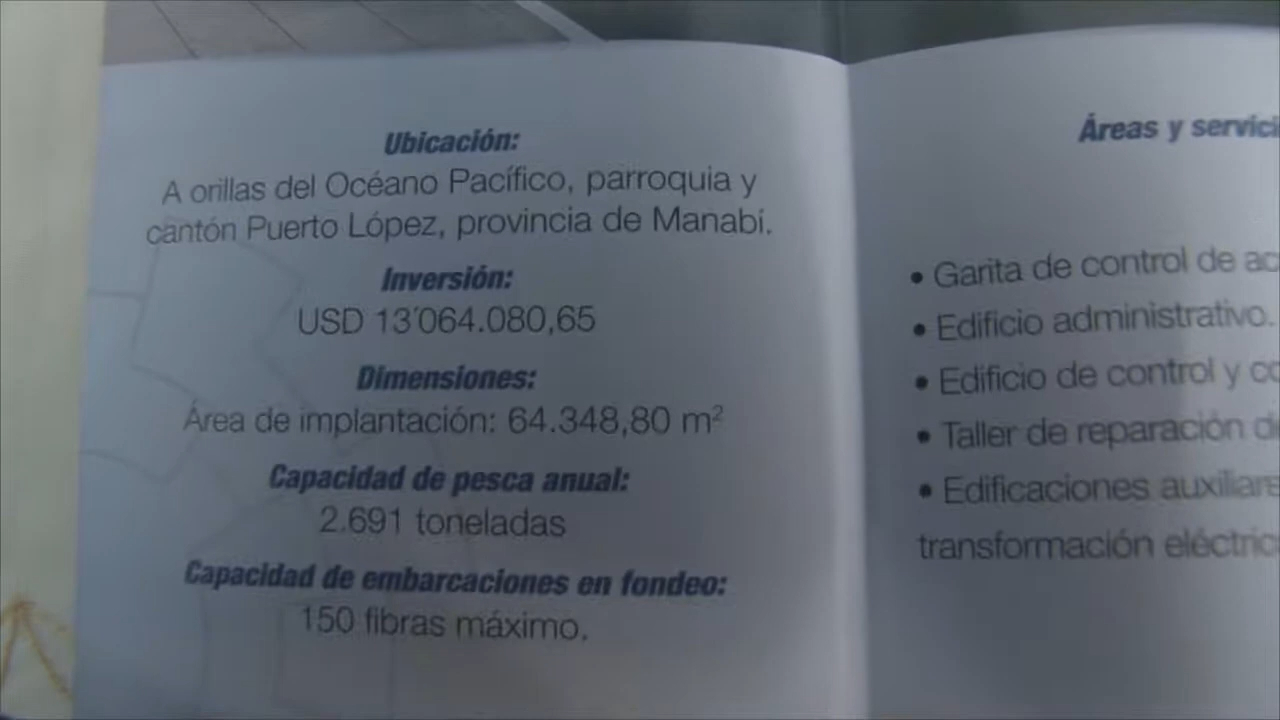 Ubicación:
A orillas del Océano Pacífico, parroquia y
cantón Puerto López, provincia de Manabí.
Inversión:
USD 13'064.080,65
Dimensiones:
Área de implantación: 64.348,80 m²
Capacidad de pesca anual:
2.691 toneladas
Capacidad de embarcaciones en fondeo:
150 fibras máximo.
Áreas y servici
• Garita de control de ac
• Edificio administrativo.
• Edificio de control y co
• Taller de reparación d
• Edificaciones auxiliare
transformación eléctric